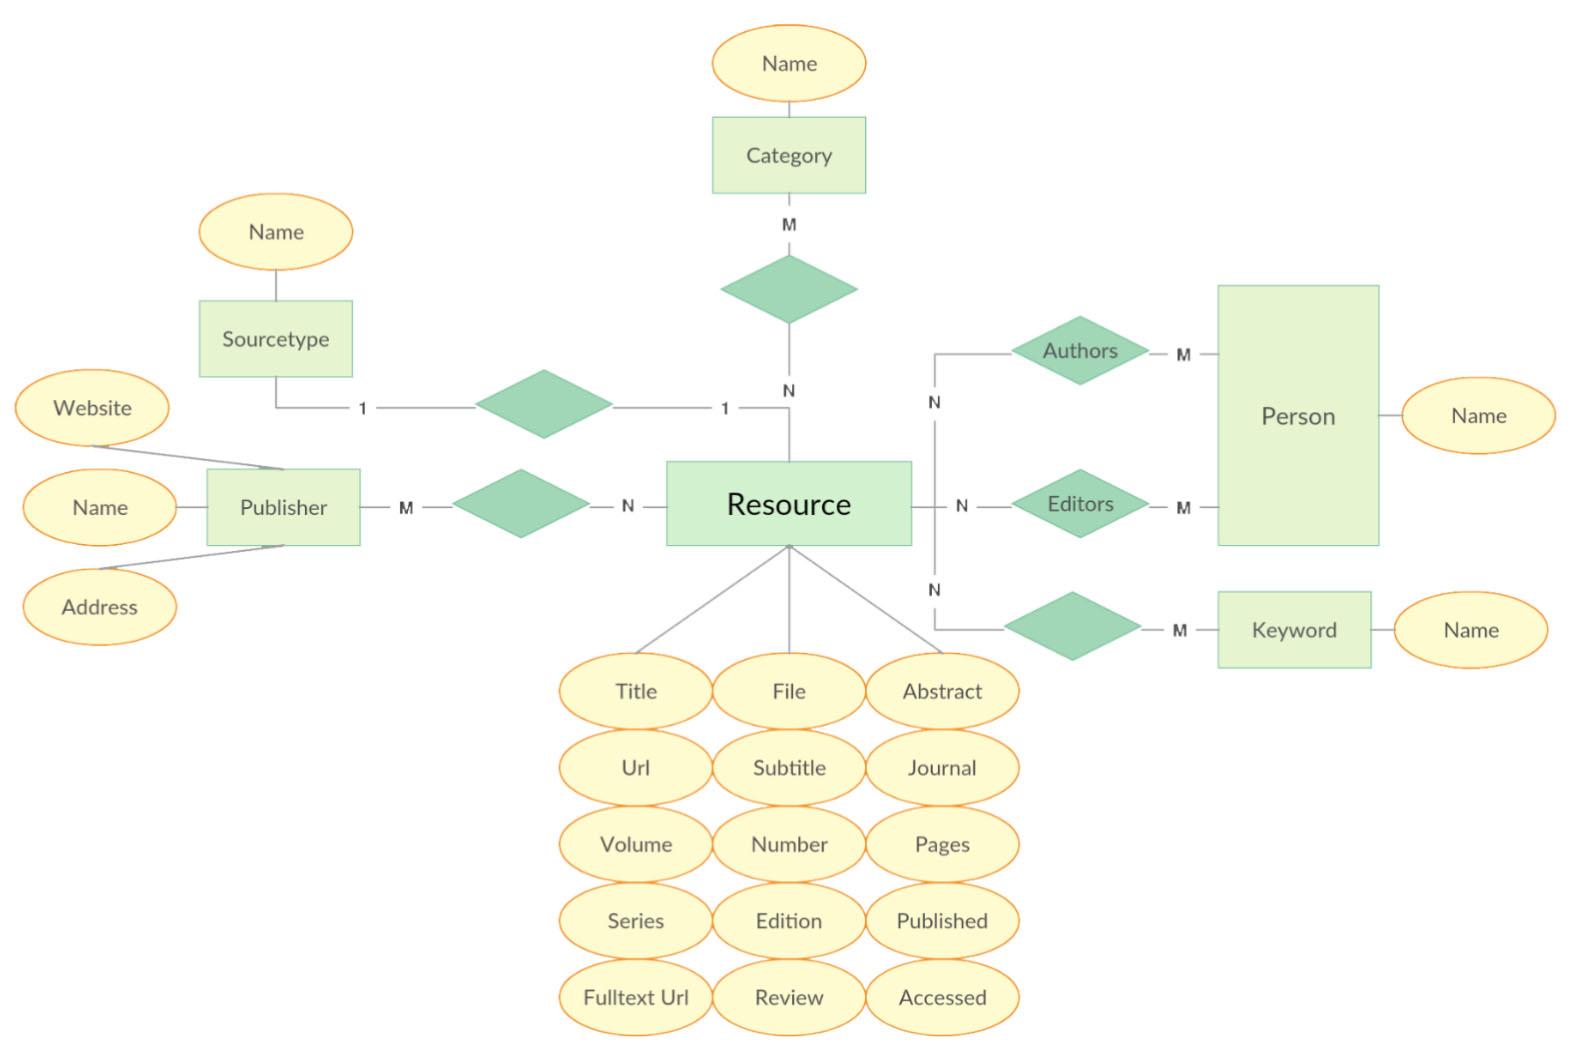 Name
Category
M
Name
Sourcetype
N
1
1
Authors
M
N
Person
Name
Website
Name
Publisher
M
N
Resource
N
Editors
M
Address
N
M
Keyword
Name
Title
File
Abstract
Url
Subtitle
Journal
Volume
Number
Pages
Series
Edition
Published
Fulltext Url
Review
Accessed